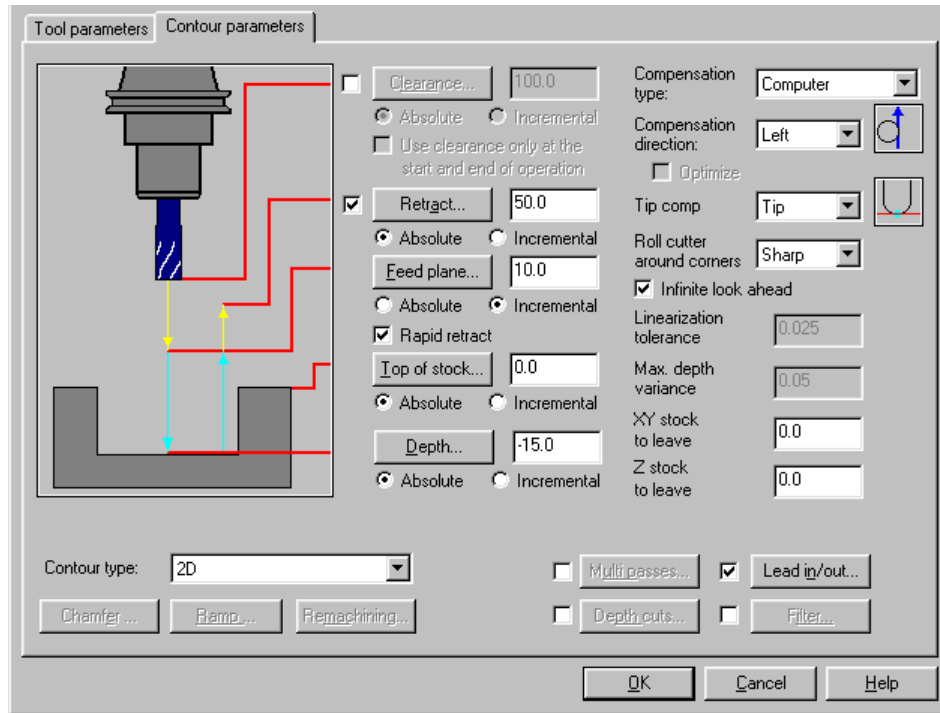 Tool parameters
Contour parameters
Clearance...
100.0
Absolute
Incremental
Use clearance only at the
start and end of operation
Retract...
50.0
Absolute
Incremental
Feed plane...
10.0
Absolute
Incremental
Rapid retract
Top of stock...
0.0
Absolute
Incremental
Depth...
-15.0
Absolute
Incremental
Compensation
type:
Computer
Compensation
direction:
Left
Optimize
Tip comp
Tip
Roll cutter
around corners
Sharp
Infinite look ahead
Linearization
tolerance
0.025
Max. depth
variance
0.05
XY stock
to leave
0.0
Z stock
to leave
0.0
Contour type:
2D
Chamfer ...
Ramp ...
Remachining...
Multi passes...
Lead in/out...
Depth cuts...
Filter...
OK
Cancel
Help